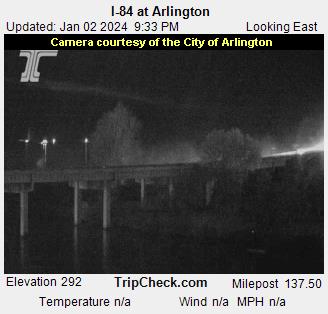 I-84 at Arlington
Updated: Jan 02 2024 9:33 PM Looking East
Camera courtesy of the City of Arlington
Elevation 292 TripCheck.com Milepost 137.50
Temperature n/a Wind n/a MPH n/a